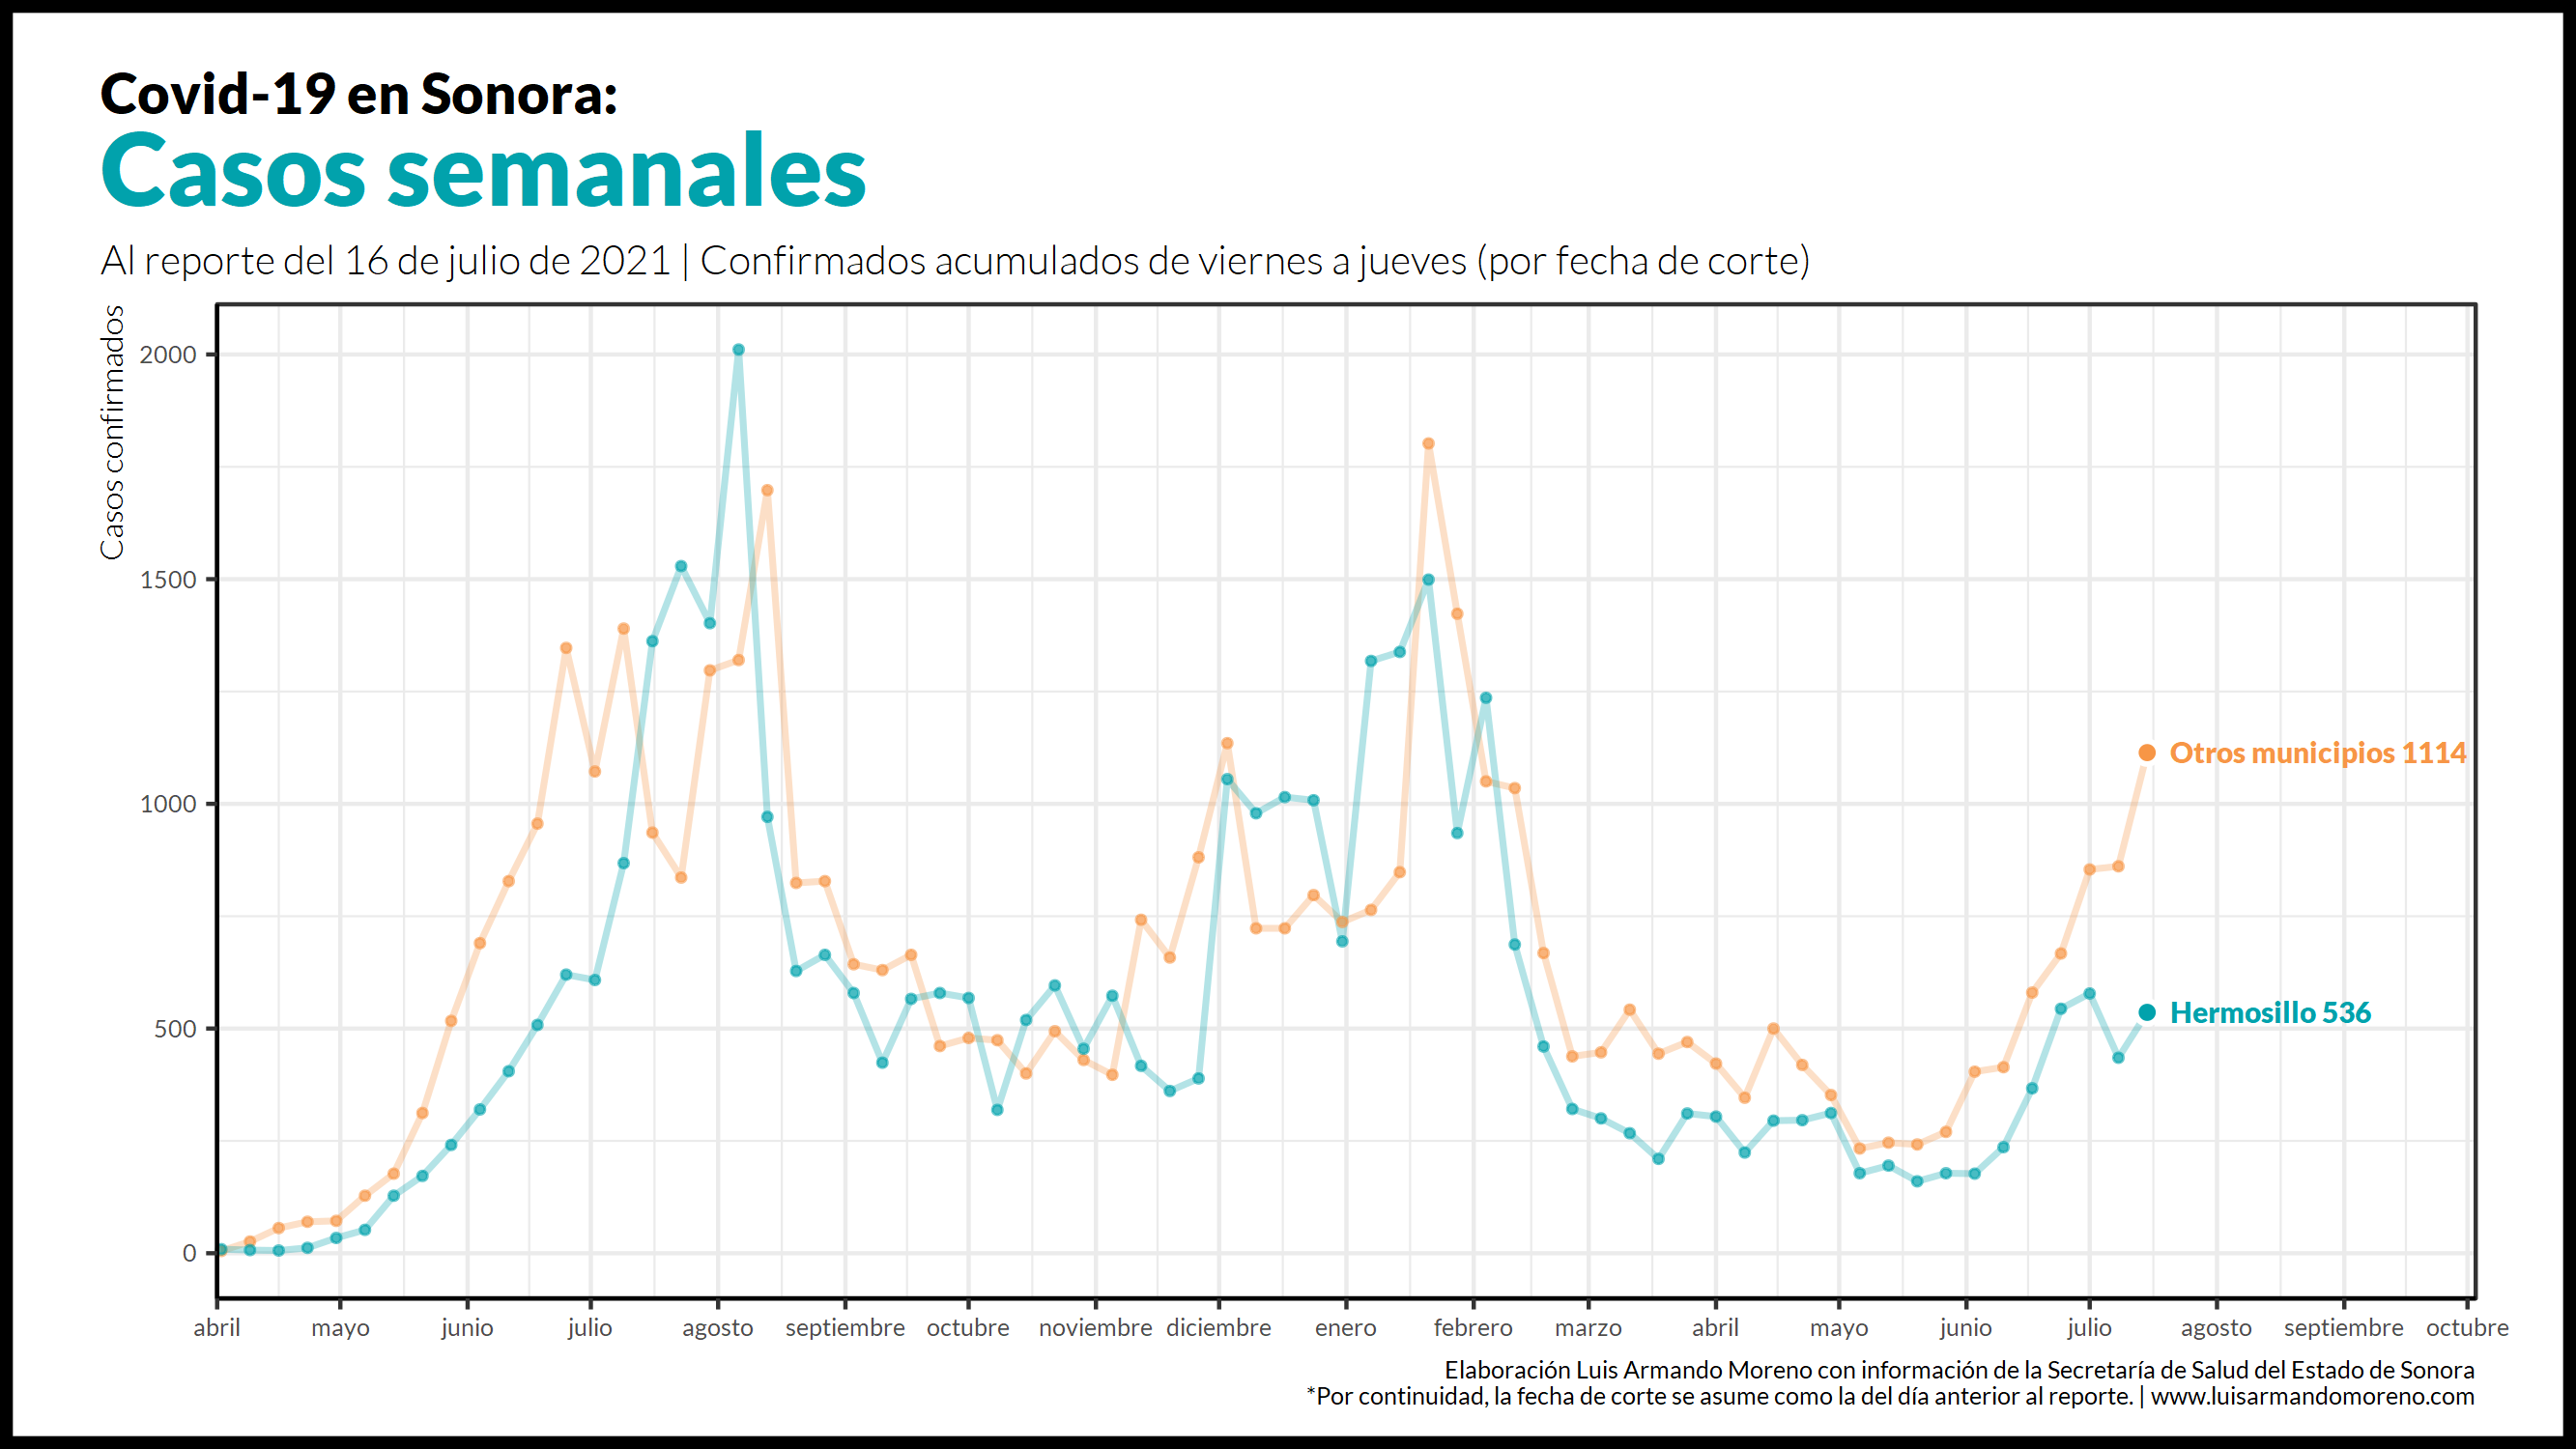 Covid-19 en Sonora:
Casos semanales
Al reporte del 16 de julio de 2021 | Confirmados acumulados de viernes a jueves (por fecha de corte)
Casos confirmados
2000
1500
1000
500
0
Otros municipios 1114
Hermosillo 536
abril mayo junio julio agosto septiembre octubre noviembre diciembre enero febrero marzo abril mayo junio julio agosto septiembre octubre
Elaboración Luis Armando Moreno con información de la Secretaría de Salud del Estado de Sonora
*Por continuidad, la fecha de corte se asume como la del día anterior al reporte. | www.luisarmandomoreno.com